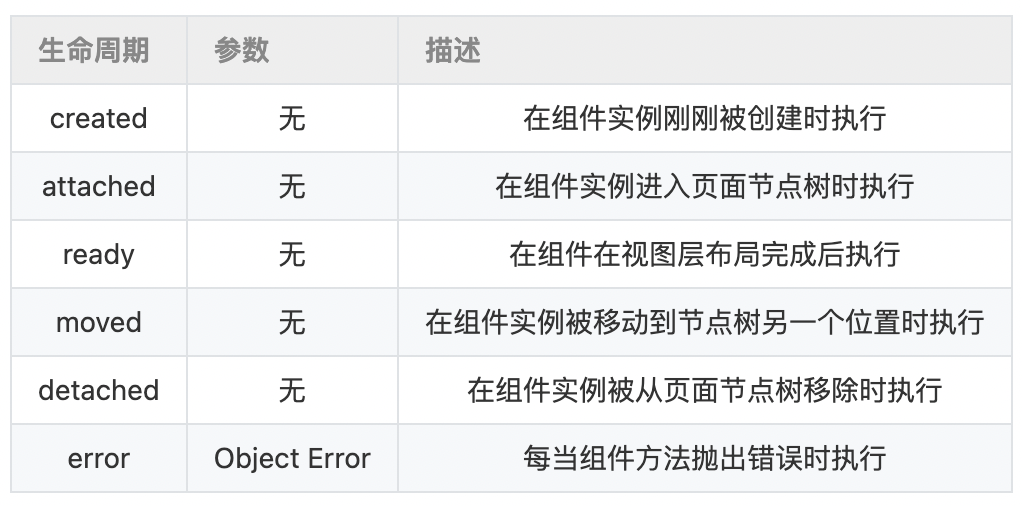 生命周期 参数 描述
created 无 在组件实例刚刚被创建时执行
attached 无 在组件实例进入页面节点树时执行
ready 无 在组件在视图层布局完成后执行
moved 无 在组件实例被移动到节点树另一个位置时执行
detached 无 在组件实例被从页面节点树移除时执行
error Object Error 每当组件方法抛出错误时执行